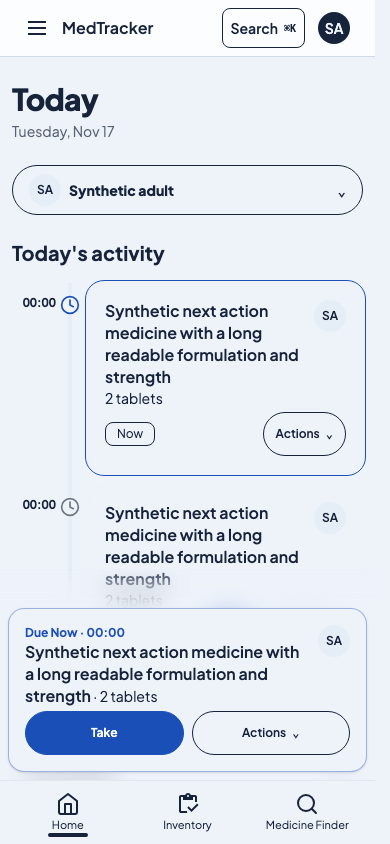 MedTracker
Search ⌘K
SA
Today
Tuesday, Nov 17
SA Synthetic adult
Today's activity
00:00
Synthetic next action
medicine with a long
readable formulation and
strength
2 tablets
SA
Now
Actions
00:00
Synthetic next action
medicine with a long
readable formulation and
strength
2 tablets
SA
Due Now · 00:00
Synthetic next action medicine with
a long readable formulation and
strength · 2 tablets
SA
Take
Actions
Home
Inventory
Medicine Finder